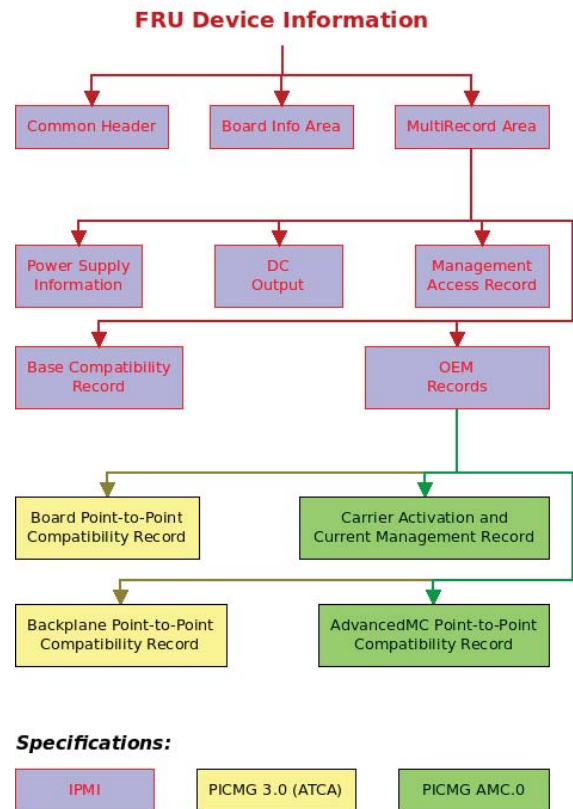 FRU Device Information
Common Header
Board Info Area
MultiRecord Area
Power Supply
Information
DC
Output
Management
Access Record
Base Compatibility
Record
OEM
Records
Board Point-to-Point
Compatibility Record
Carrier Activation and
Current Management Record
Backplane Point-to-Point
Compatibility Record
AdvancedMC Point-to-Point
Compatibility Record
Specifications:
IPMI
PICMG 3.0 (ATCA)
PICMG AMC.0